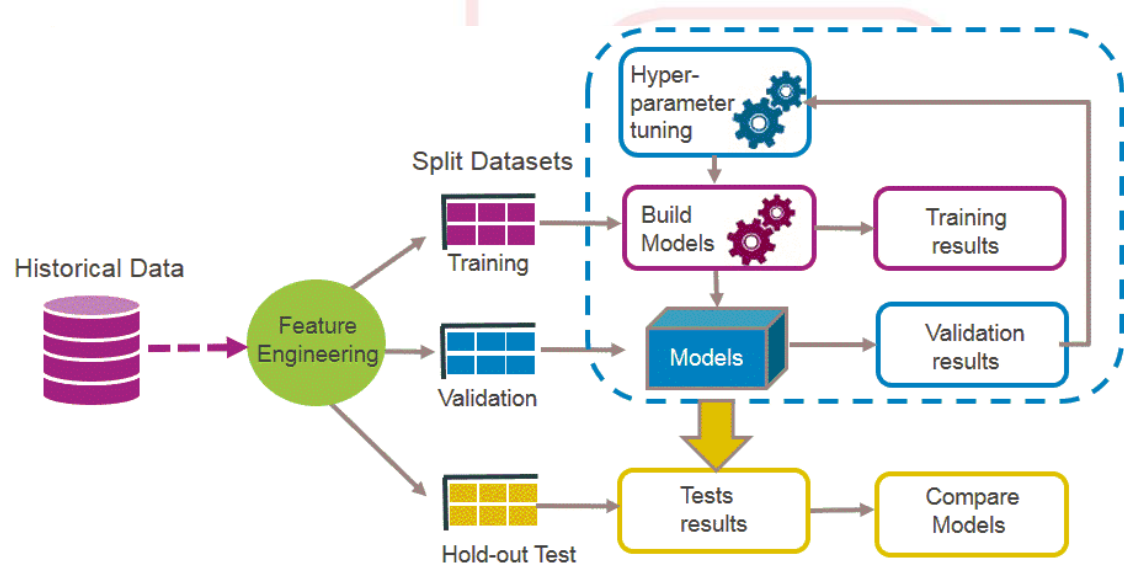 Hyper-
parameter
tuning
Split Datasets
Build
Models
Training
results
Training
Historical Data
Feature
Engineering
Models
Validation
results
Validation
Tests
results
Compare
Models
Hold-out Test